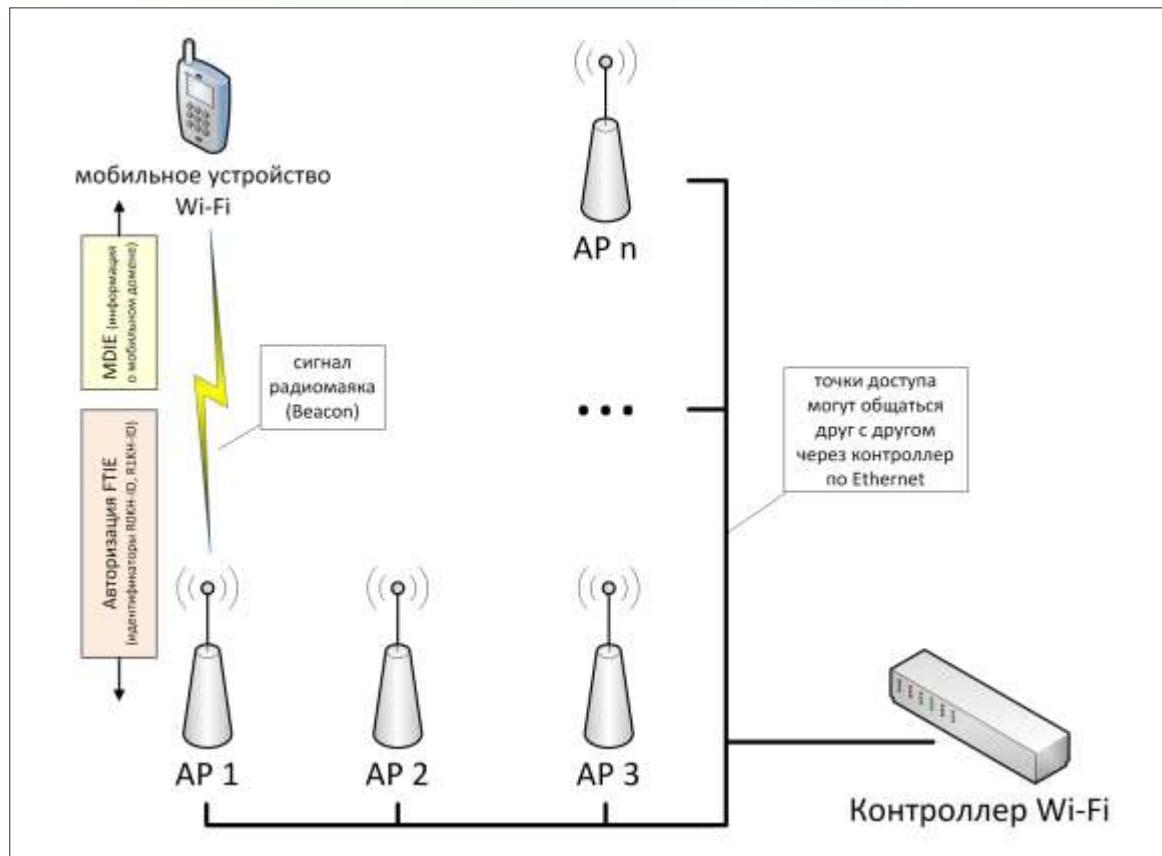 мобильное устройство
Wi-Fi
AP n
MDIE (информация
о мобильном домене)
сигнал
радиомаяка
(Beacon)
точки доступа
могут общаться
друг с другом
через контроллер
по Ethernet
Авторизация FTIE
(идентификаторы R0KH-ID, R1KH-ID)
AP 1
AP 2
AP 3
Контроллер Wi-Fi